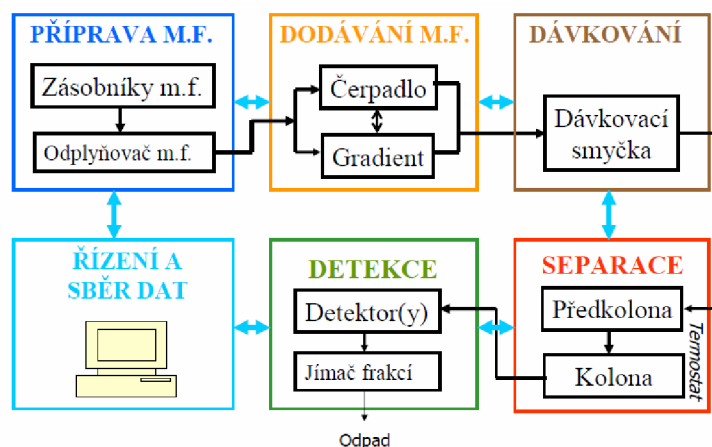 PŘÍPRAVA M.F.
Zásobníky m.f.
Odplyňovač m.f.
DODÁVÁNÍ M.F.
Čerpadlo
Gradient
DÁVKOVÁNÍ
Dávkovací
smyčka
ŘÍZENÍ A
SBĚR DAT
DETEKCE
Detektor(y)
Jímač frakcí
Odpad
SEPARACE
Předkolona
Kolona
Termostat